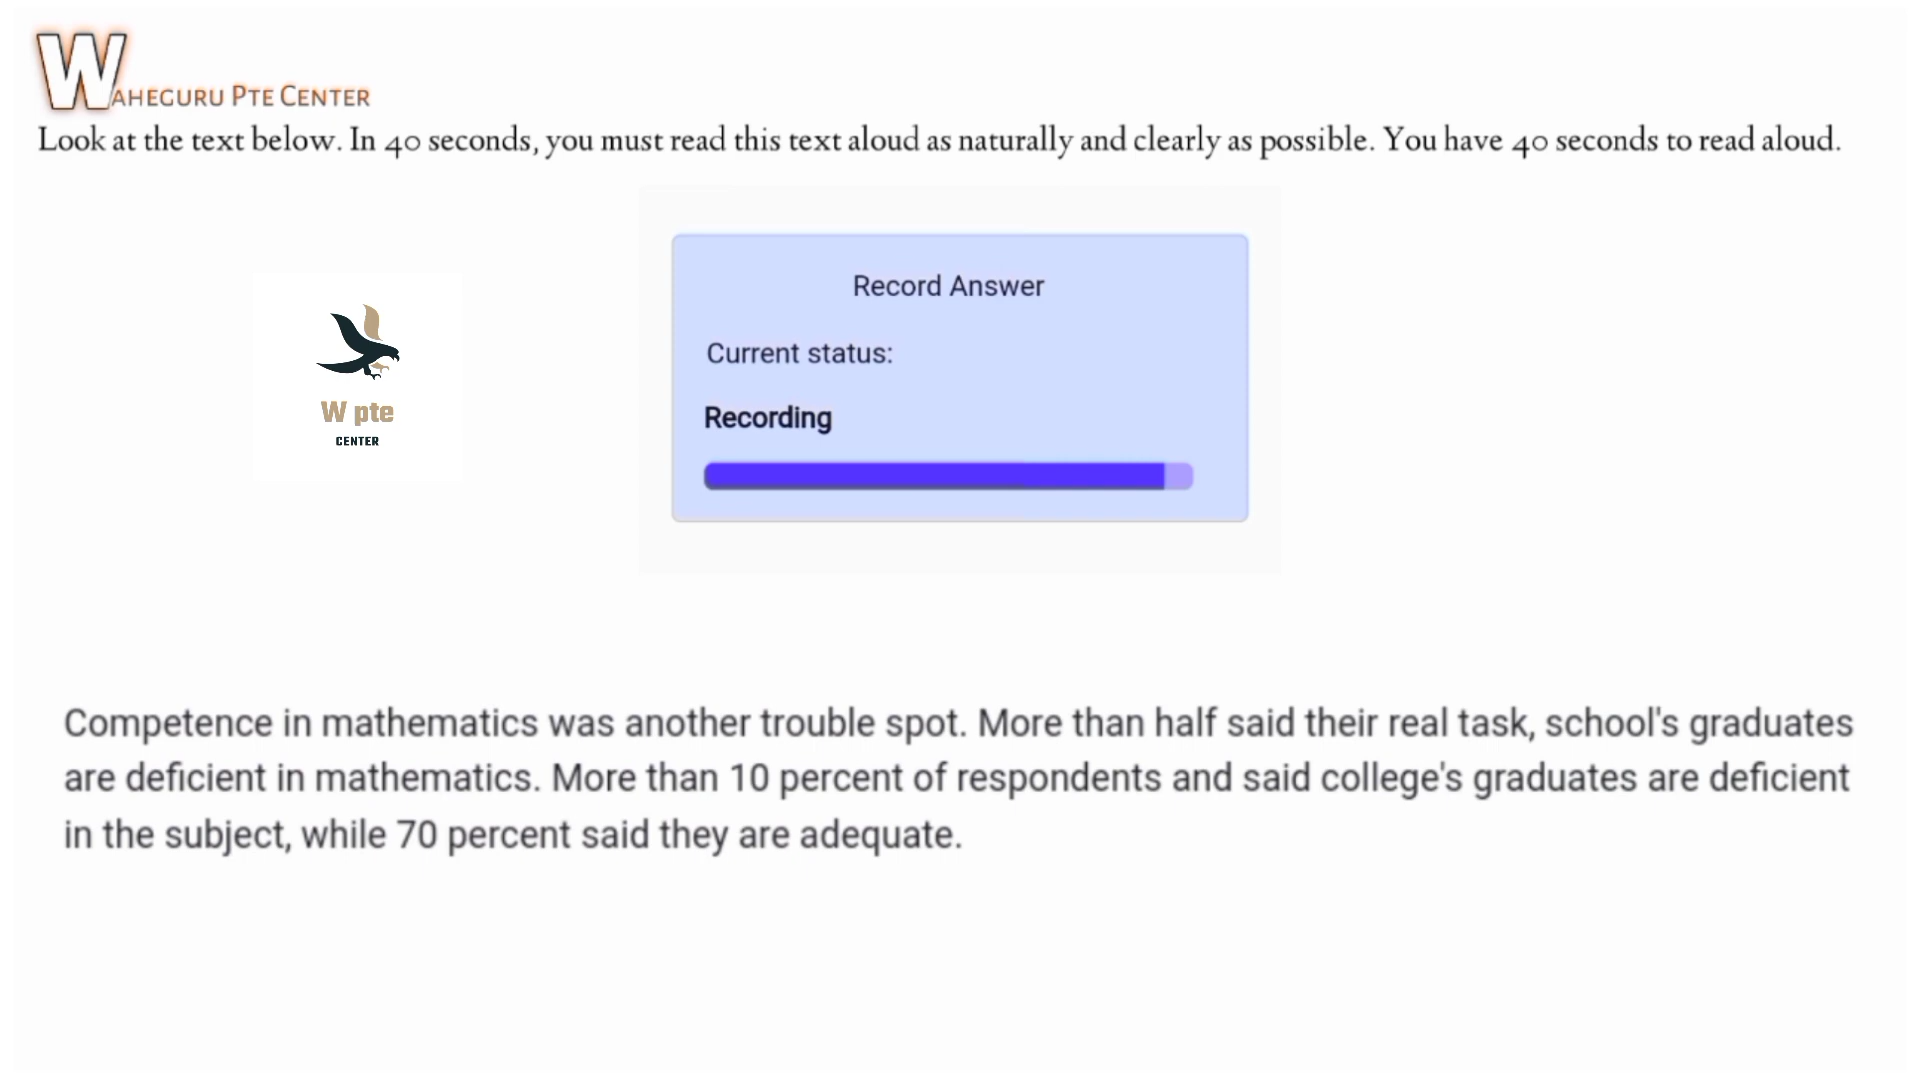 WAHEGURU PTE CENTER
Look at the text below. In 40 seconds, you must read this text aloud as naturally and clearly as possible. You have 40 seconds to read aloud.
Record Answer
Current status:
Recording
W pte
CENTER
Competence in mathematics was another trouble spot. More than half said their real task, school's graduates
are deficient in mathematics. More than 10 percent of respondents and said college's graduates are deficient
in the subject, while 70 percent said they are adequate.